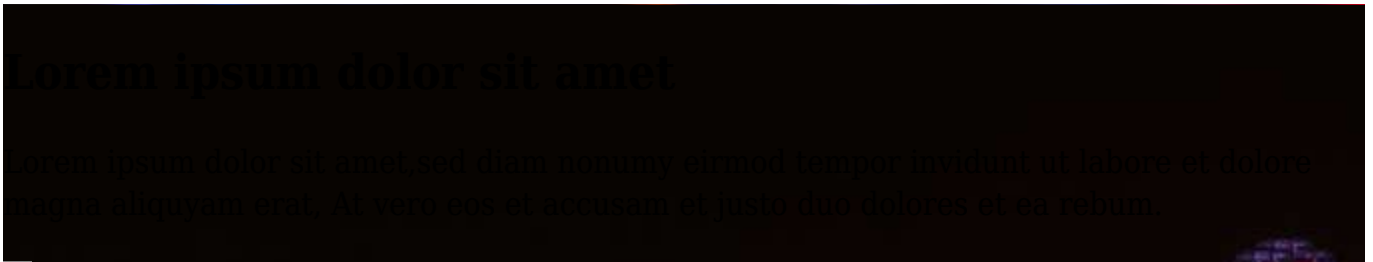 Lorem ipsum dolor sit amet
Lorem ipsum dolor sit amet,sed diam nonumy eirmod tempor invidunt ut labore et dolore
magna aliquyam erat, At vero eos et accusam et justo duo dolores et ea rebum.